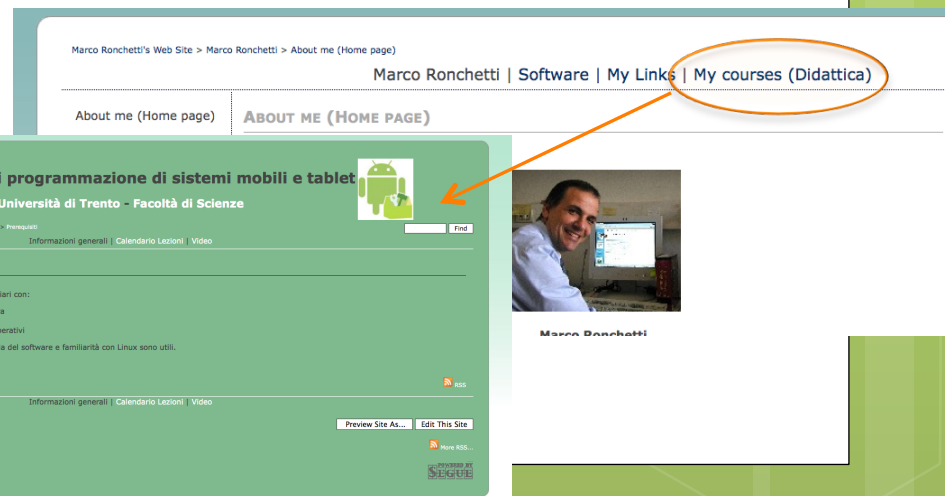 Marco Ronchetti's Web Site > Marco Ronchetti > About me (Home page)
Marco Ronchetti | Software | My Links | My courses (Didattica)
About me (Home page)
ABOUT ME (HOME PAGE)
i programmazione di sistemi mobili e tablet
Università di Trento - Facoltà di Scienze
> Prerequisiti
Find
Informazioni generali | Calendario Lezioni | Video
iari con:
a
erativi
a del software e familiarità con Linux sono utili.
Marco Ronchetti
RSS
Informazioni generali | Calendario Lezioni | Video
Preview Site As... Edit This Site
More RSS...
POWERED BY
SEGUE